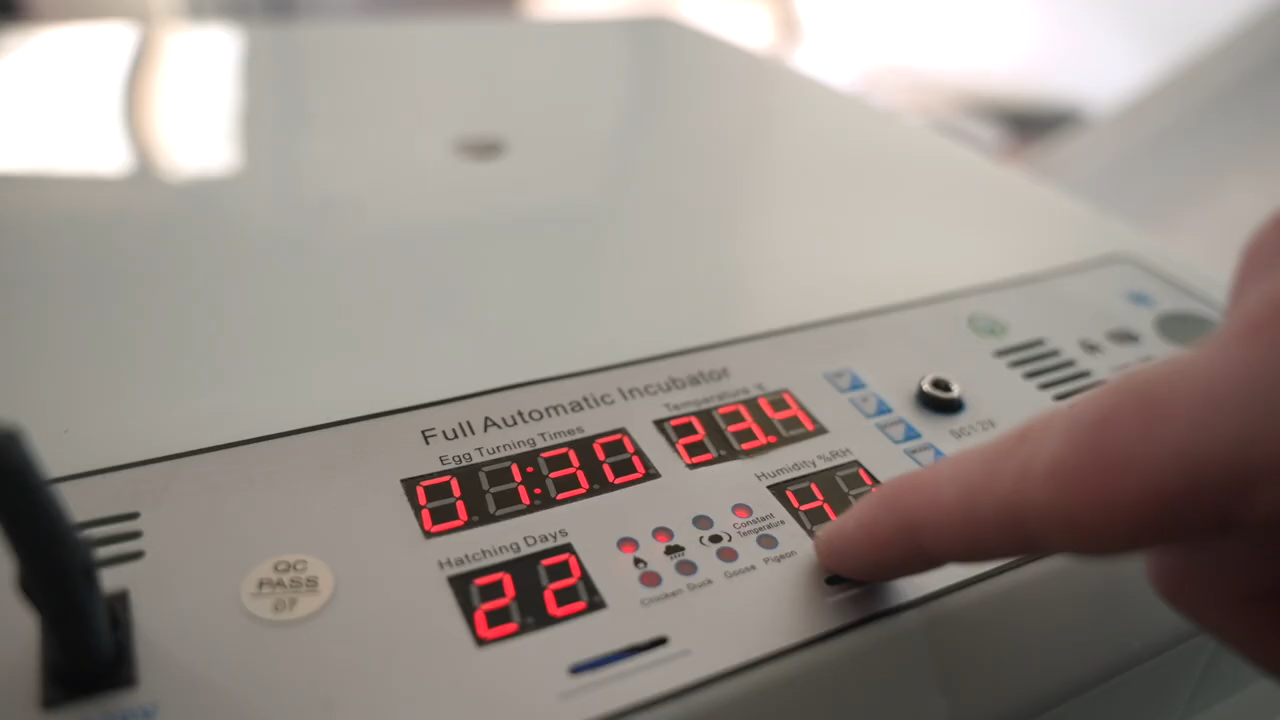 Full Automatic Incubator
Egg Turning Times
01:30
Temperature °C
23.4
Humidity %RH
Hatching Days
22
Constant
Temperature
Chicken Duck Goose Pigeon
QC
PASS
07
DC12V